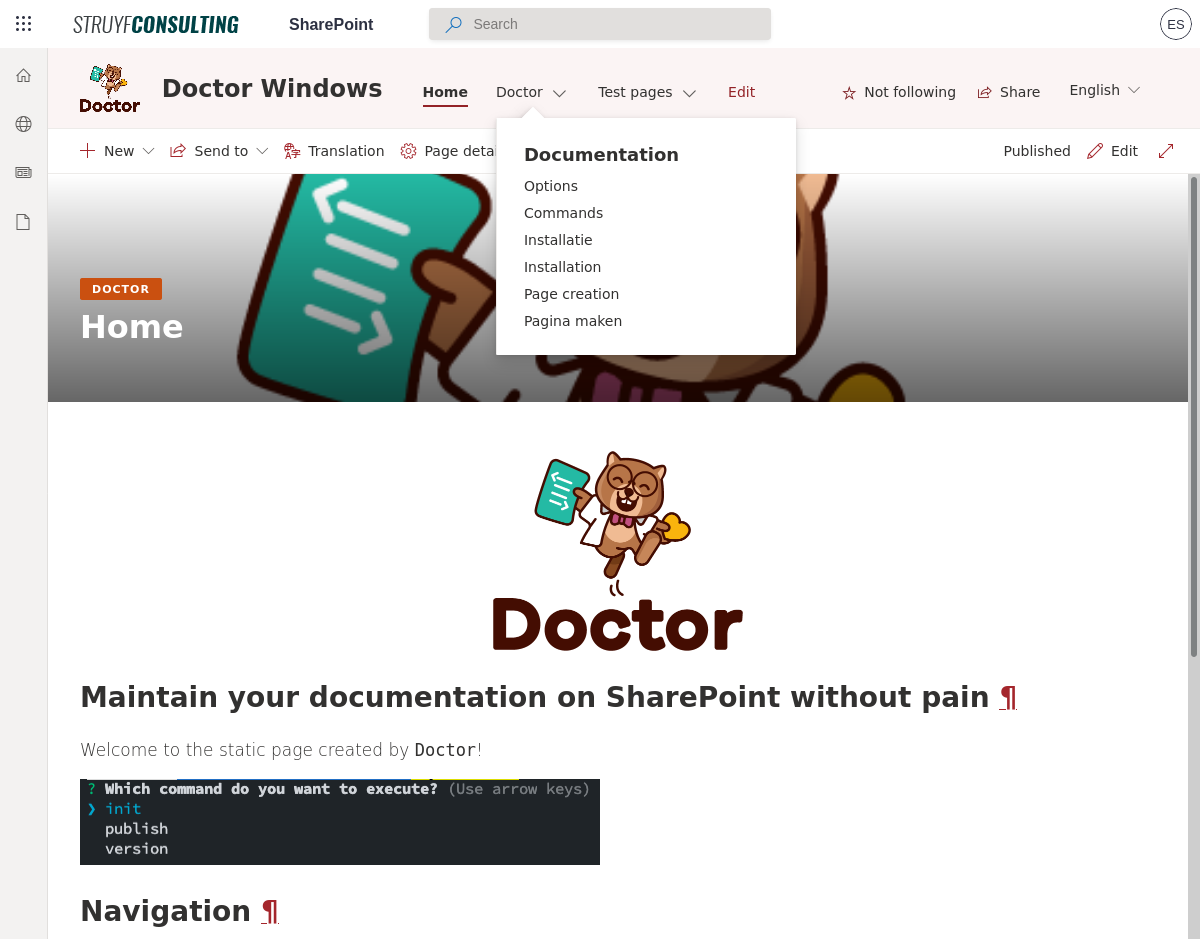 STRUYFCONSULTING SharePoint Search ES
Doctor
Doctor Windows Home Doctor Test pages Edit Not following Share English
New Send to Translation Published Edit
Documentation
Options
Commands
Installatie
Installation
Page creation
Pagina maken
DOCTOR
Home
Doctor
Maintain your documentation on SharePoint without pain ¶
Welcome to the static page created by Doctor!
? Which command do you want to execute? (Use arrow keys)
❯ init
publish
version
Navigation ¶